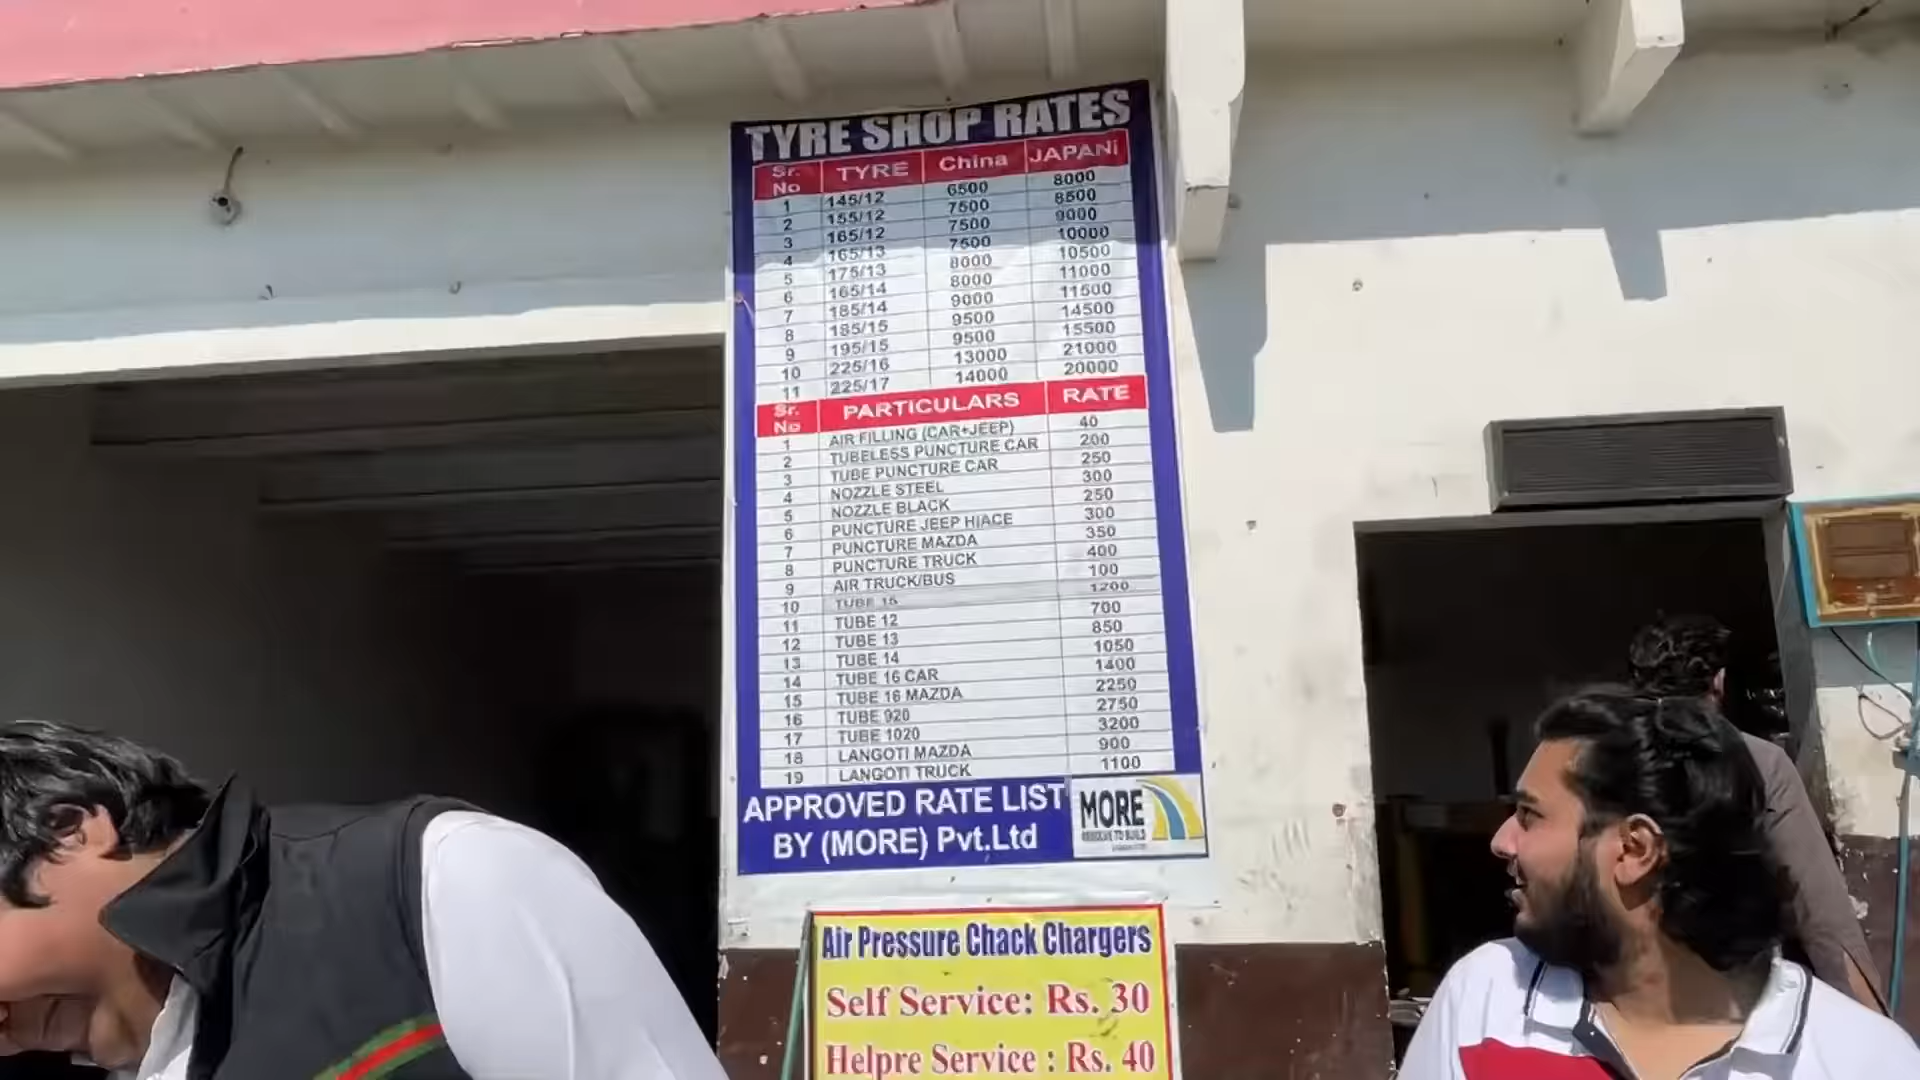 TYRE SHOP RATES
Sr. No TYRE China JAPANi
1 145/12 6500 8000
2 155/12 7500 8500
3 165/12 7500 9000
4 165/13 7500 10000
5 175/13 8000 10500
6 165/14 8000 11000
7 185/14 9000 11500
8 185/15 9500 14500
9 195/15 9500 15500
10 225/16 13000 21000
11 225/17 14000 20000
Sr. No PARTICULARS RATE
1 AIR FILLING (CAR+JEEP) 40
2 TUBELESS PUNCTURE CAR 200
3 TUBE PUNCTURE CAR 250
4 NOZZLE STEEL 300
5 NOZZLE BLACK 250
6 PUNCTURE JEEP HIACE 300
7 PUNCTURE MAZDA 350
8 PUNCTURE TRUCK 400
9 AIR TRUCK/BUS 100
10 TUBE 15 1200
11 TUBE 12 700
12 TUBE 13 850
13 TUBE 14 1050
14 TUBE 16 CAR 1400
15 TUBE 16 MAZDA 2250
16 TUBE 920 2750
17 TUBE 1020 3200
18 LANGOTI MAZDA 900
19 LANGOTI TRUCK 1100
APPROVED RATE LIST
BY (MORE) Pvt.Ltd
MORE
Air Pressure Chack Chargers
Self Service: Rs. 30
Helpre Service : Rs. 40